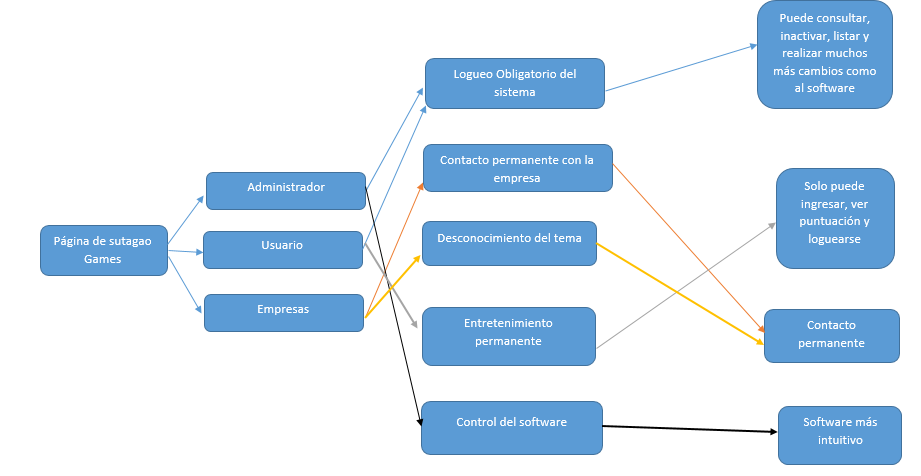 Página de sutagao
Games
Administrador
Usuario
Empresas
Logueo Obligatorio del
sistema
Contacto permanente con la
empresa
Desconocimiento del tema
Entretenimiento
permanente
Control del software
Puede consultar,
inactivar, listar y
realizar muchos
más cambios como
al software
Solo puede
ingresar, ver
puntuación y
loguearse
Contacto
permanente
Software más
intuitivo